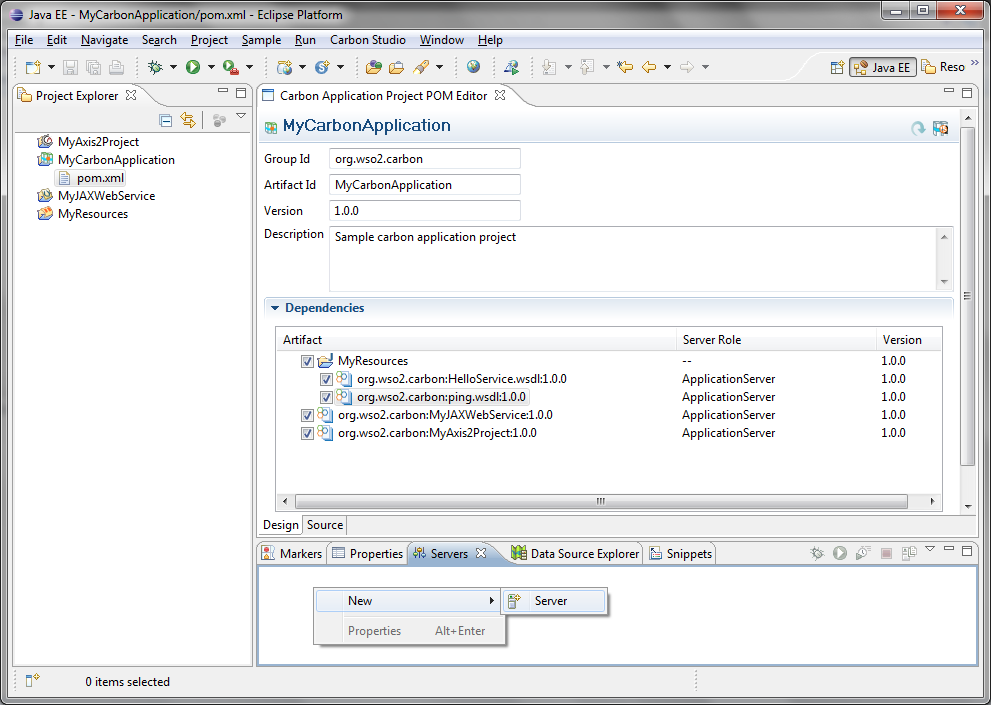 Java EE - MyCarbonApplication/pom.xml - Eclipse Platform
File Edit Navigate Search Project Sample Run Carbon Studio Window Help
Java EE Reso
Project Explorer
MyAxis2Project
MyCarbonApplication
pom.xml
MyJAXWebService
MyResources
Carbon Application Project POM Editor
MyCarbonApplication
Group Id org.wso2.carbon
Artifact Id MyCarbonApplication
Version 1.0.0
Description Sample carbon application project
Dependencies
Artifact Server Role Version
MyResources -- 1.0.0
org.wso2.carbon:HelloService.wsdl:1.0.0 ApplicationServer 1.0.0
org.wso2.carbon:ping.wsdl:1.0.0 ApplicationServer 1.0.0
org.wso2.carbon:MyJAXWebService:1.0.0 ApplicationServer 1.0.0
org.wso2.carbon:MyAxis2Project:1.0.0 ApplicationServer 1.0.0
Design Source
Markers Properties Servers Data Source Explorer Snippets
New Server
Properties Alt+Enter
0 items selected